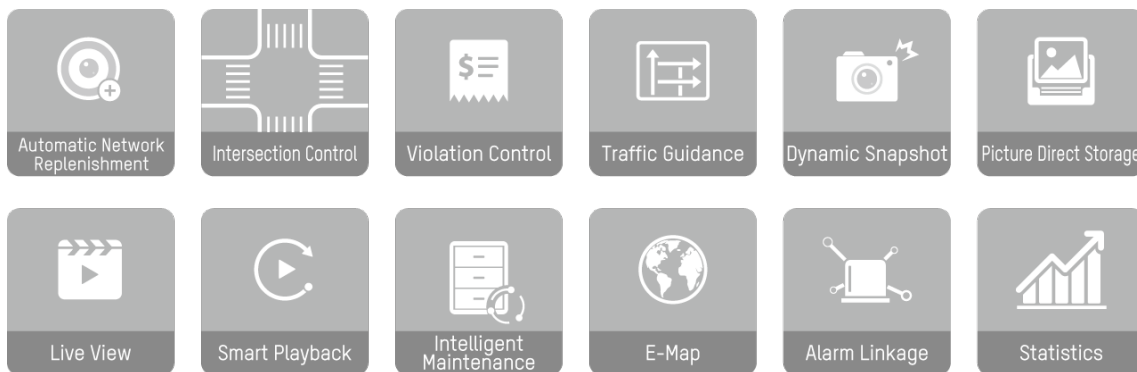 Automatic Network
Replenishment
Intersection Control
$
Violation Control
Traffic Guidance
Dynamic Snapshot
Picture Direct Storage
Live View
Smart Playback
Intelligent
Maintenance
E-Map
Alarm Linkage
Statistics